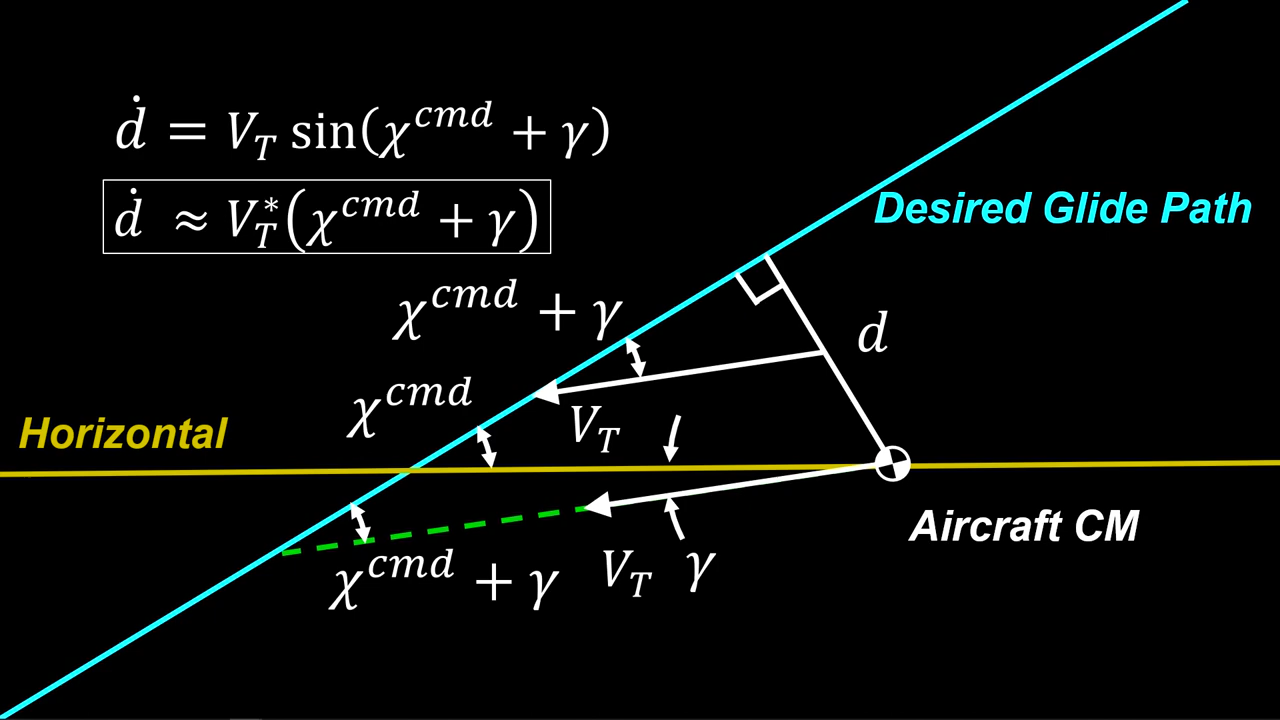 ḋ = V_T sin(χ^cmd + γ)
ḋ ≈ V_T^*(χ^cmd + γ)
Desired Glide Path
χ^cmd + γ
d
χ^cmd
Horizontal
V_T
Aircraft CM
χ^cmd + γ
V_T
γ